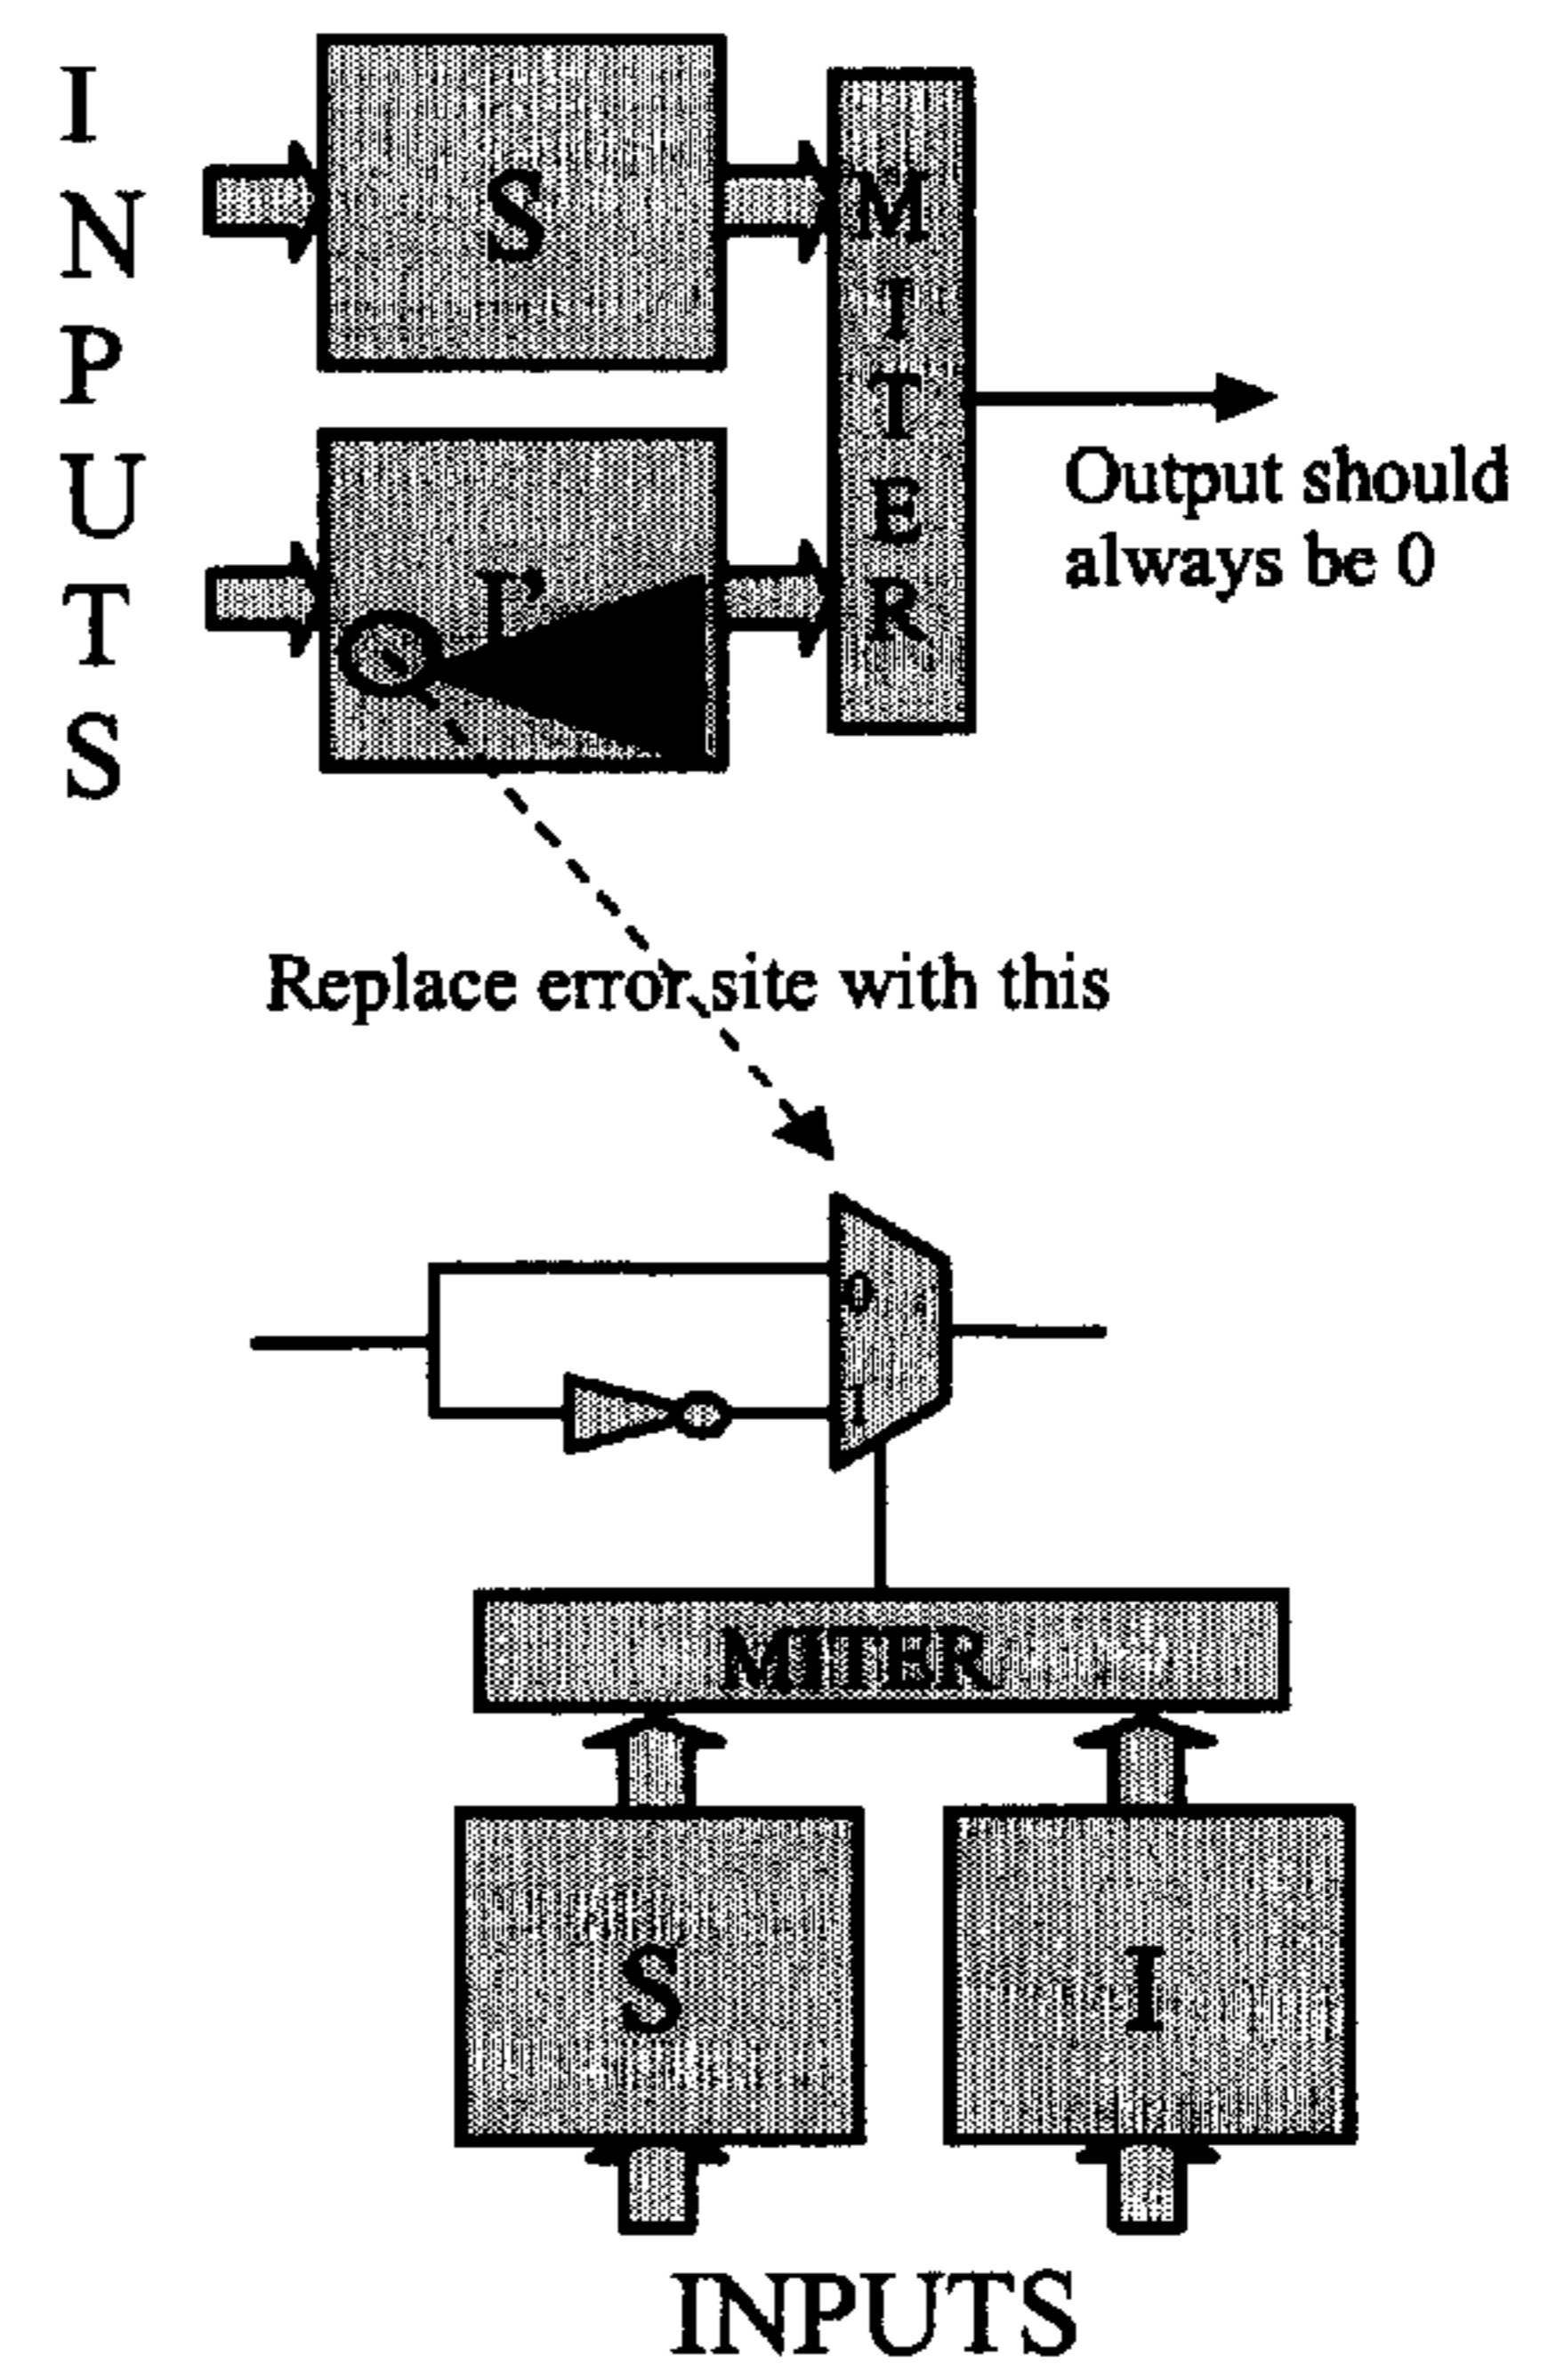 INPUTS
S
MITER
I'
Output should
always be 0
Replace error site with this
0
1
MITER
S
I
INPUTS